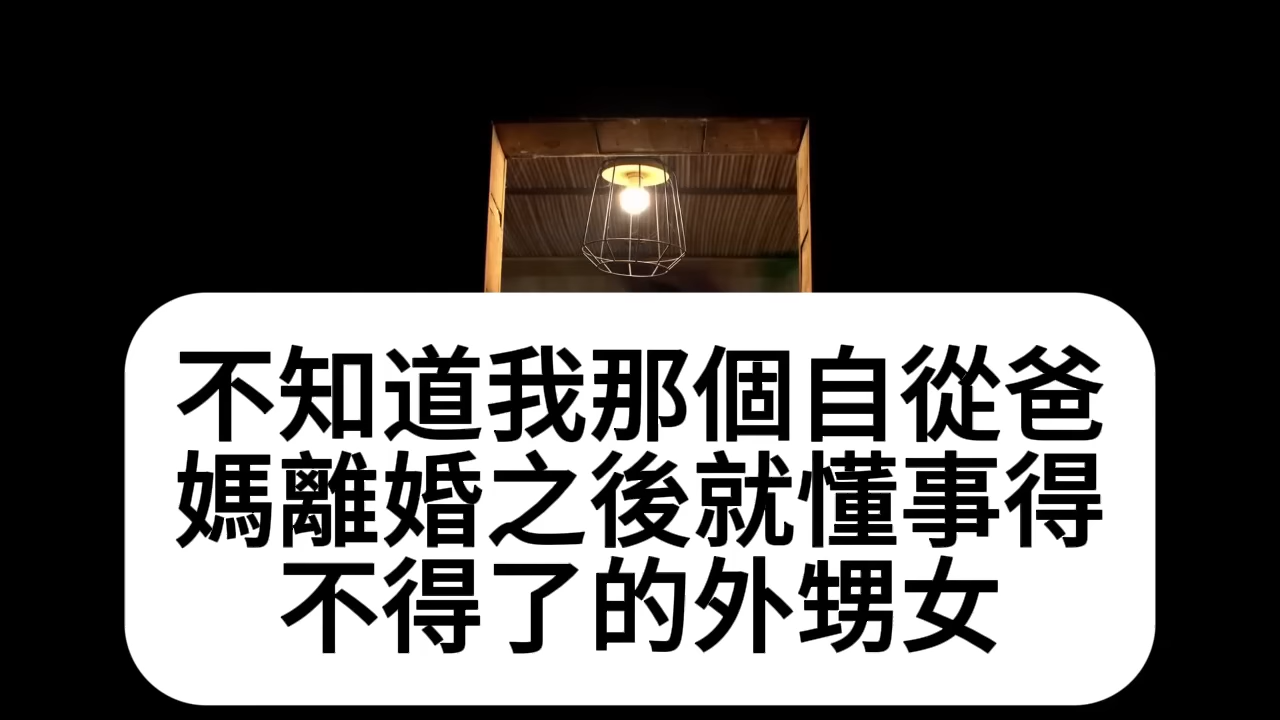 不知道我那個自從爸
媽離婚之後就懂事得
不得了的外甥女